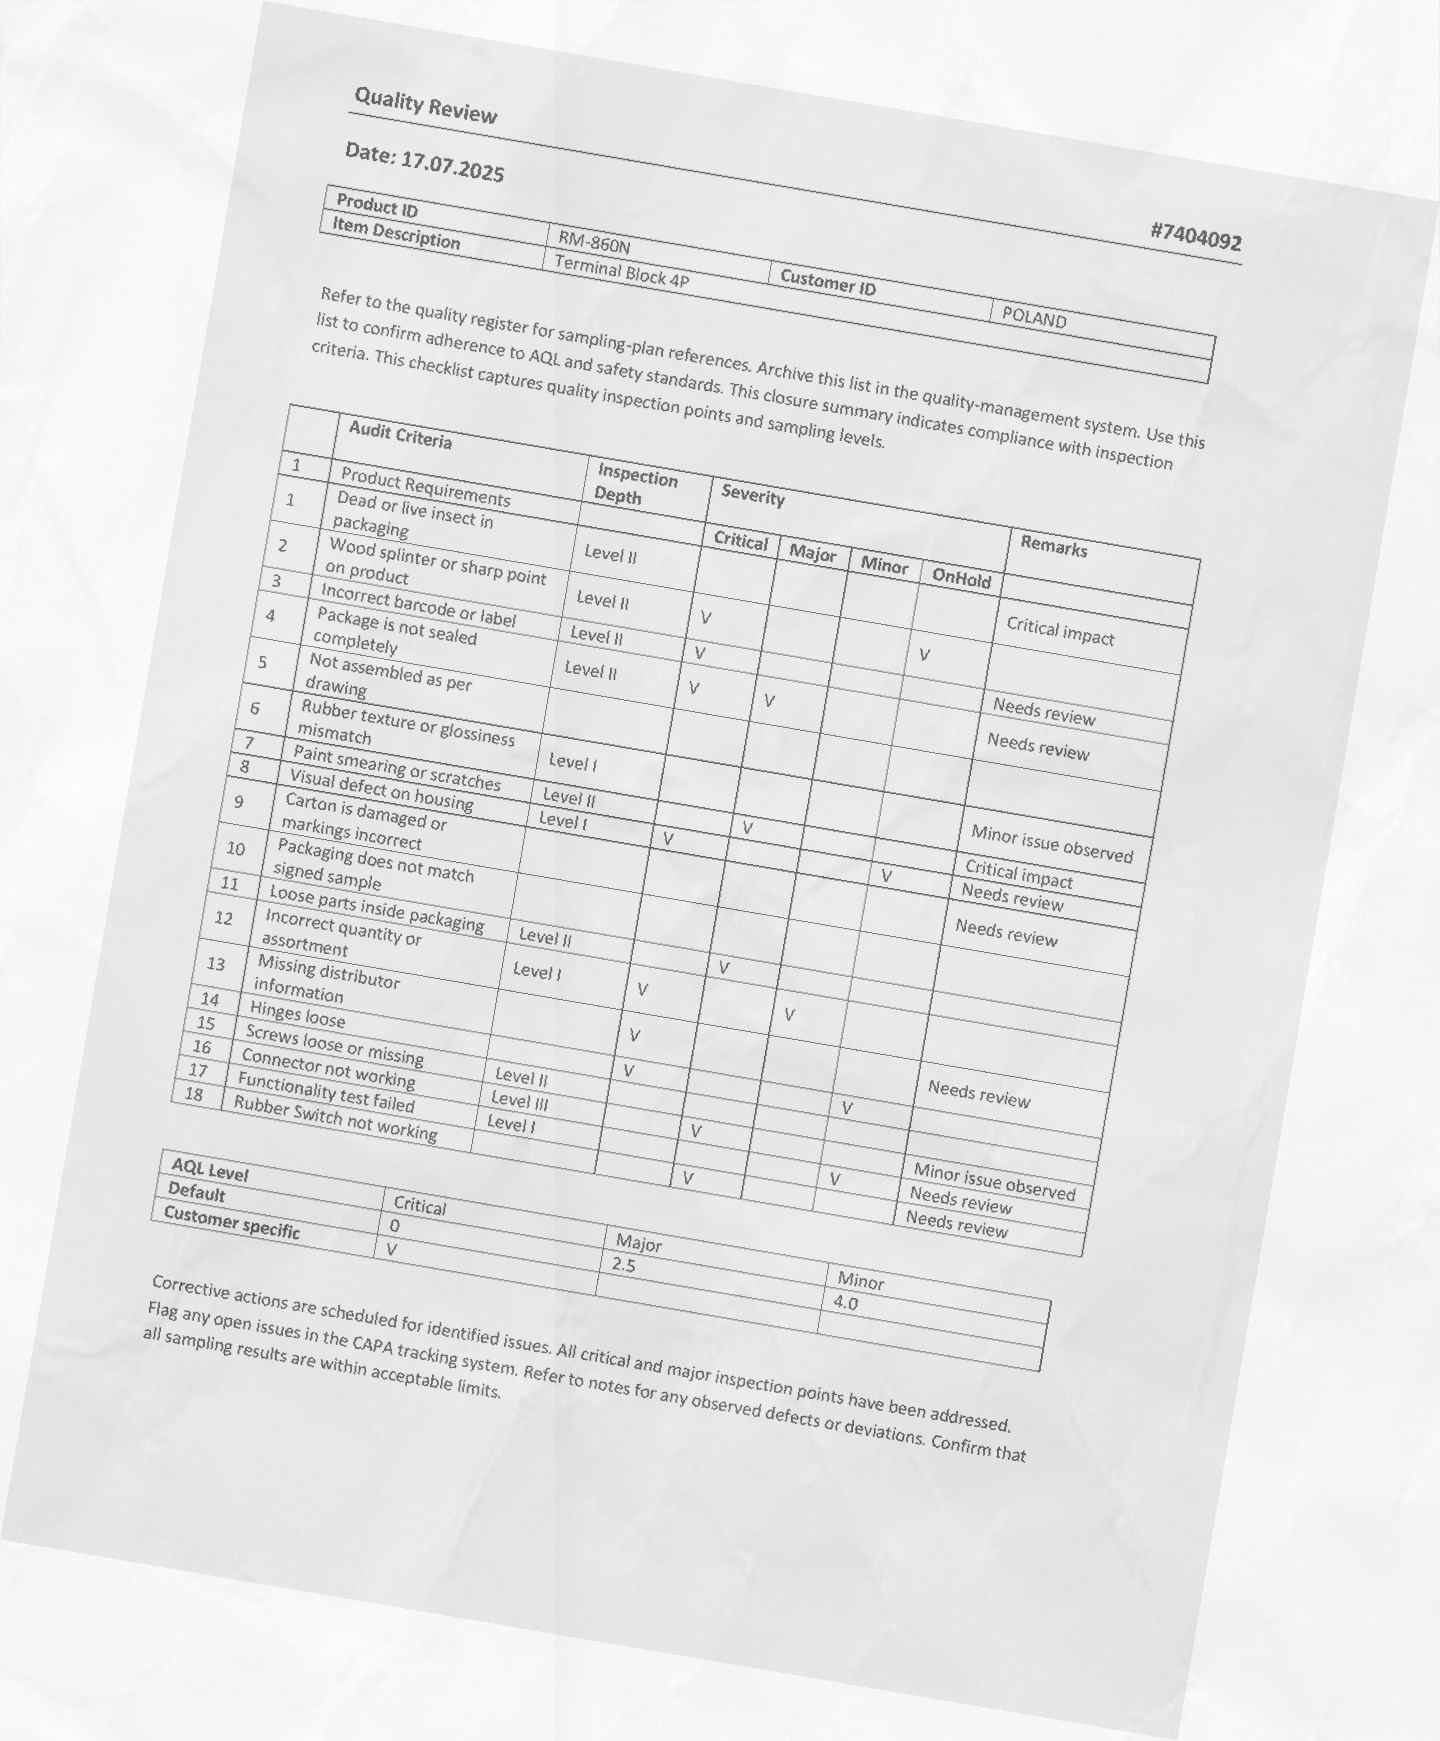 Quality Review
#7404092
Date: 17.07.2025
Product ID RM-860N Customer ID POLAND
Item Description Terminal Block 4P
Refer to the quality register for sampling-plan references. Archive this list in the quality-management system. Use this
list to confirm adherence to AQL and safety standards. This closure summary indicates compliance with inspection
criteria. This checklist captures quality inspection points and sampling levels.
Audit Criteria Inspection Severity Remarks
Depth
1 Product Requirements Critical Major Minor OnHold
1 Dead or live insect in Level II Critical impact
packaging
2 Wood splinter or sharp point Level II V V
on product
3 Incorrect barcode or label Level II V Needs review
4 Package is not sealed Level II V V Needs review
completely
5 Not assembled as per
drawing
6 Rubber texture or glossiness Level I Minor issue observed
mismatch
7 Paint smearing or scratches Level II V Critical impact
8 Visual defect on housing Level I V V Needs review
9 Carton is damaged or Needs review
markings incorrect
10 Packaging does not match
signed sample
11 Loose parts inside packaging Level II V
12 Incorrect quantity or Level I V V
assortment
13 Missing distributor V Needs review
information
14 Hinges loose V V
15 Screws loose or missing Level II
16 Connector not working Level III V Minor issue observed
17 Functionality test failed Level I V Needs review
18 Rubber Switch not working V Needs review
AQL Level Critical Major Minor
Default 0 2.5 4.0
Customer specific V
Corrective actions are scheduled for identified issues. All critical and major inspection points have been addressed.
Flag any open issues in the CAPA tracking system. Refer to notes for any observed defects or deviations. Confirm that
all sampling results are within acceptable limits.